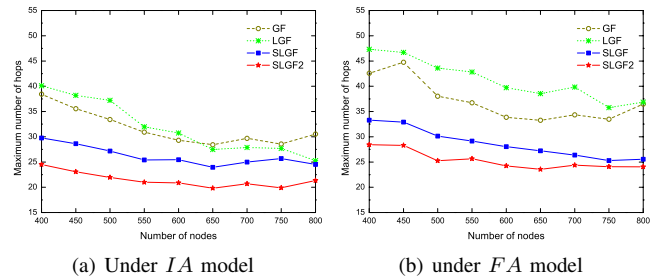 55
50
45
40
35
30
25
20
15
Maximum number of hops
GF
LGF
SLGF
SLGF2
400 450 500 550 600 650 700 750 800
Number of nodes
(a) Under IA model
55
50
45
40
35
30
25
20
15
Maximum number of hops
GF
LGF
SLGF
SLGF2
400 450 500 550 600 650 700 750 800
Number of nodes
(b) under FA model